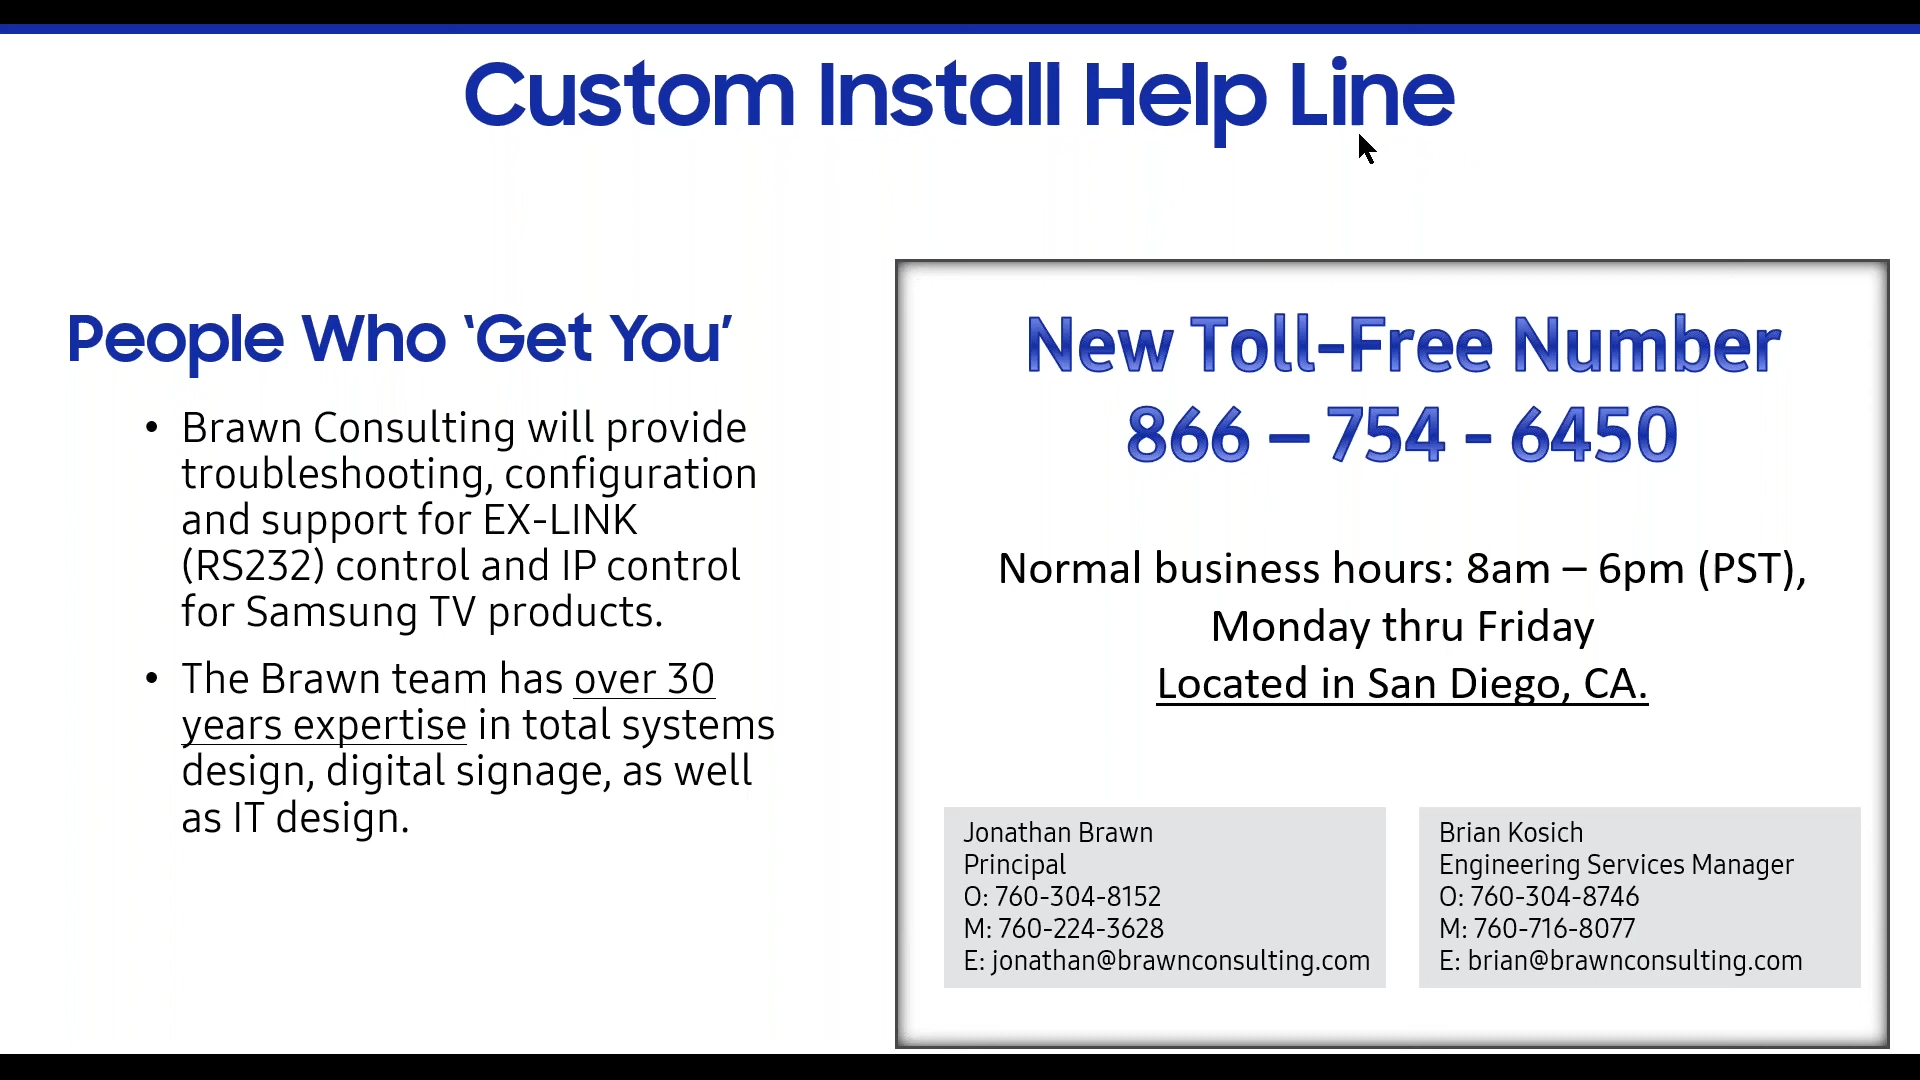 Custom Install Help Line
People Who ‘Get You’
• Brawn Consulting will provide
troubleshooting, configuration
and support for EX-LINK
(RS232) control and IP control
for Samsung TV products.
• The Brawn team has over 30
years expertise in total systems
design, digital signage, as well
as IT design.
New Toll-Free Number
866 – 754 - 6450
Normal business hours: 8am – 6pm (PST),
Monday thru Friday
Located in San Diego, CA.
Jonathan Brawn
Principal
O: 760-304-8152
M: 760-224-3628
E: jonathan@brawnconsulting.com
Brian Kosich
Engineering Services Manager
O: 760-304-8746
M: 760-716-8077
E: brian@brawnconsulting.com